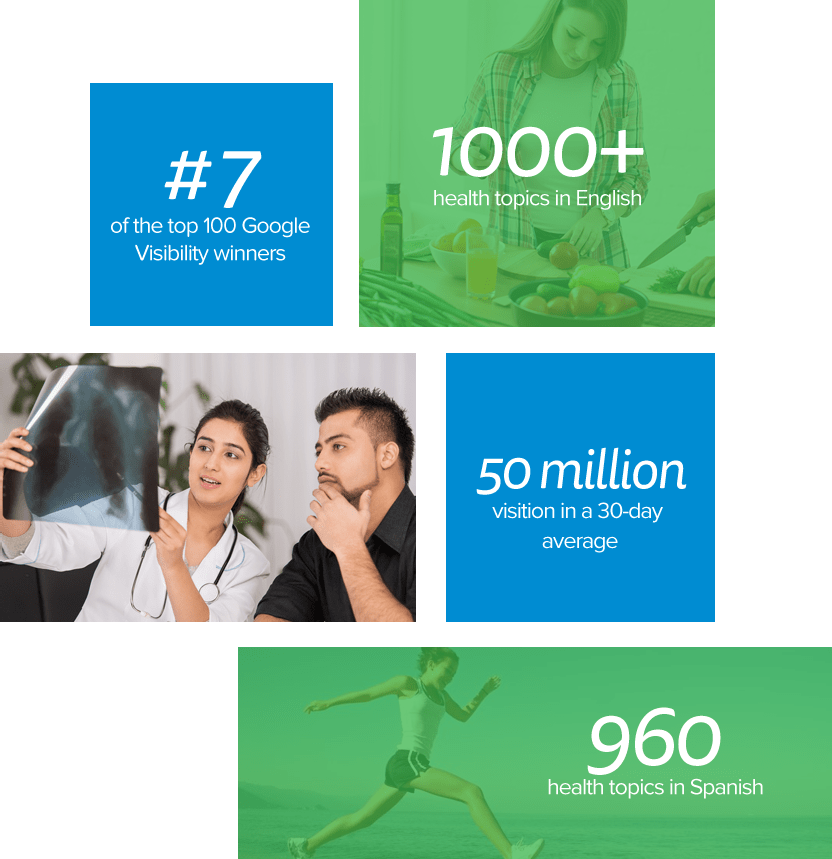 #7
of the top 100 Google
Visibility winners
1000+
health topics in English
50 million
visition in a 30-day
average
960
health topics in Spanish